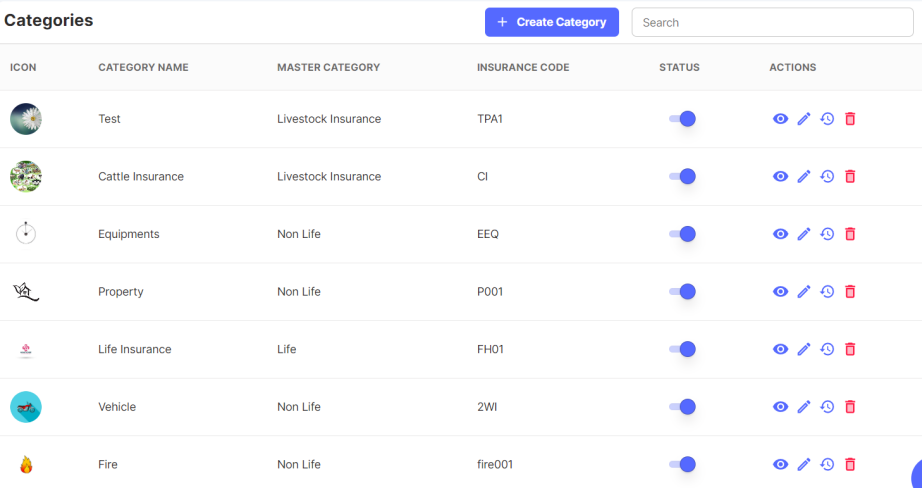 Categories
+ Create Category
Search
ICON CATEGORY NAME MASTER CATEGORY INSURANCE CODE STATUS ACTIONS
Test Livestock Insurance TPA1
Cattle Insurance Livestock Insurance CI
Equipments Non Life EEQ
Property Non Life P001
Life Insurance Life FH01
Vehicle Non Life 2WI
Fire Non Life fire001